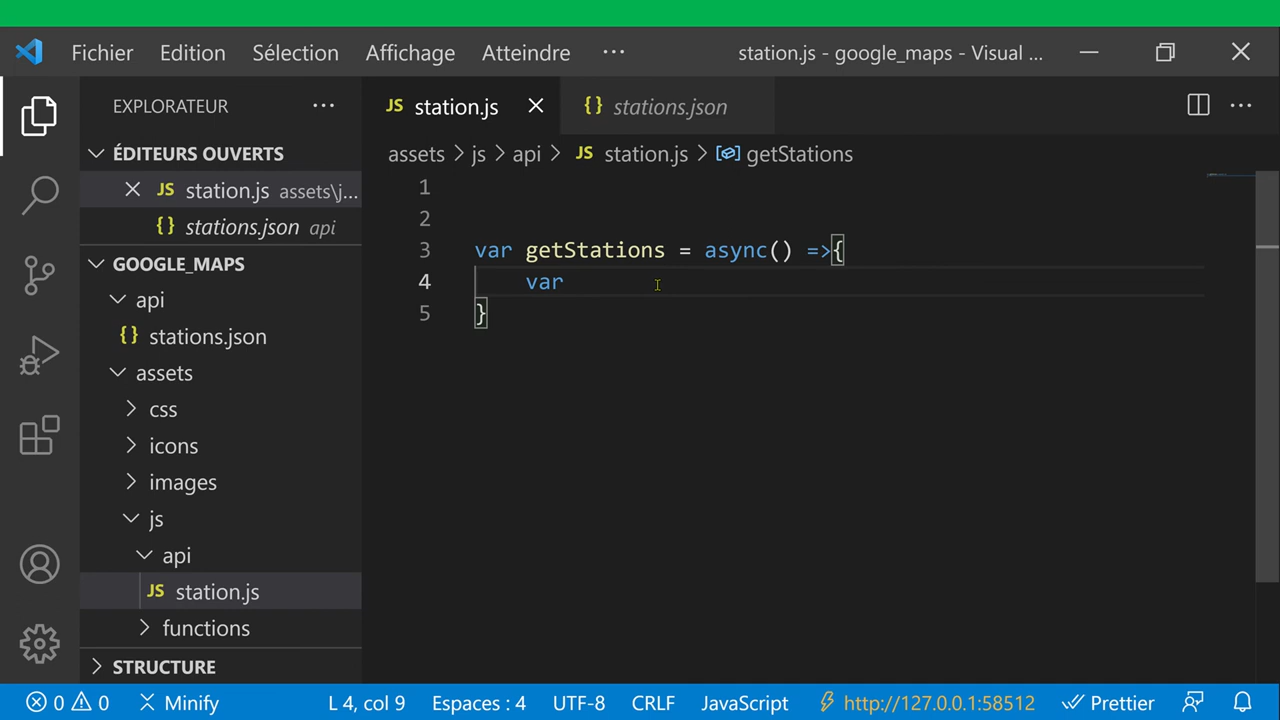 Fichier Edition Sélection Affichage Atteindre ··· station.js - google_maps - Visual ...
EXPLORATEUR ···
JS station.js
{} stations.json
ÉDITEURS OUVERTS
assets > js > api > JS station.js > getStations
JS station.js assets\j...
{} stations.json api
GOOGLE_MAPS
api
{} stations.json
assets
css
icons
images
js
api
JS station.js
functions
STRUCTURE
1
2
3 var getStations = async() =>{
4 var
5 }
0 0 Minify L 4, col 9 Espaces : 4 UTF-8 CRLF JavaScript http://127.0.0.1:58512 Prettier